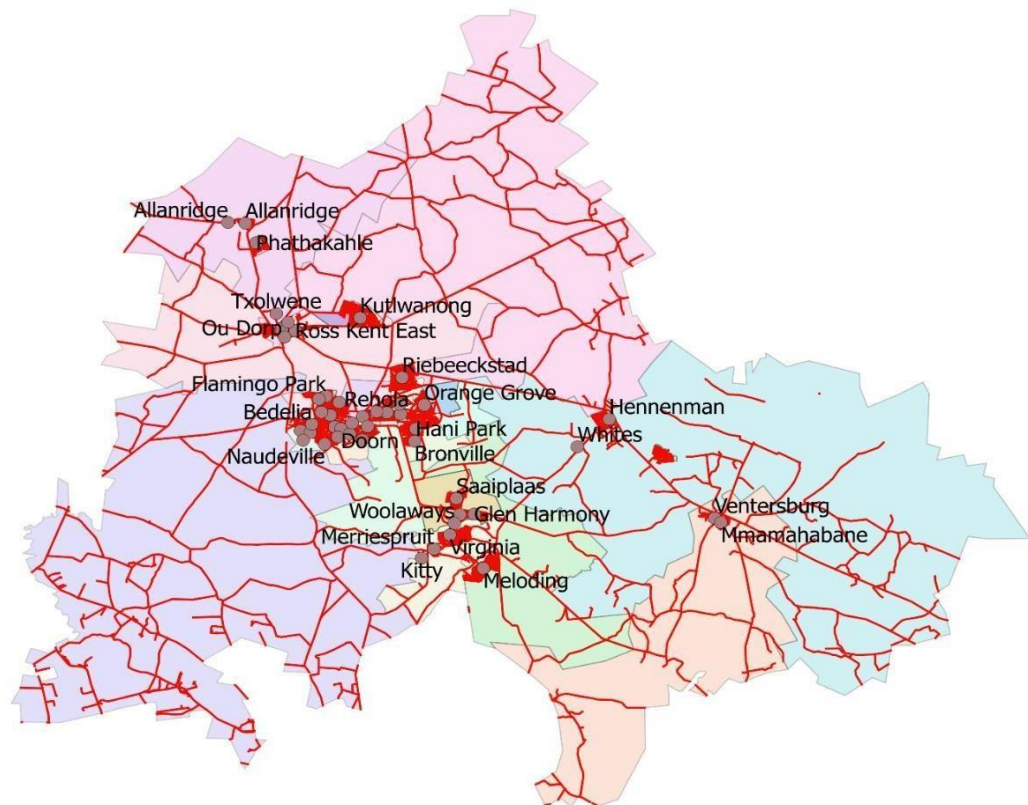 Allanridge
Allanridge
Phathakahle
Txolwene
Kutlwanong
Ou Dorp
Ross Kent East
Riebeeckstad
Flamingo Park
Rehola
Orange Grove
Bedelia
Hennenman
Hani Park
Doorn
Whites
Naudeville
Bronville
Saaiplaas
Ventersburg
Woolaways
Glen Harmony
Mmamahabane
Merriespruit
Virginia
Kitty
Meloding